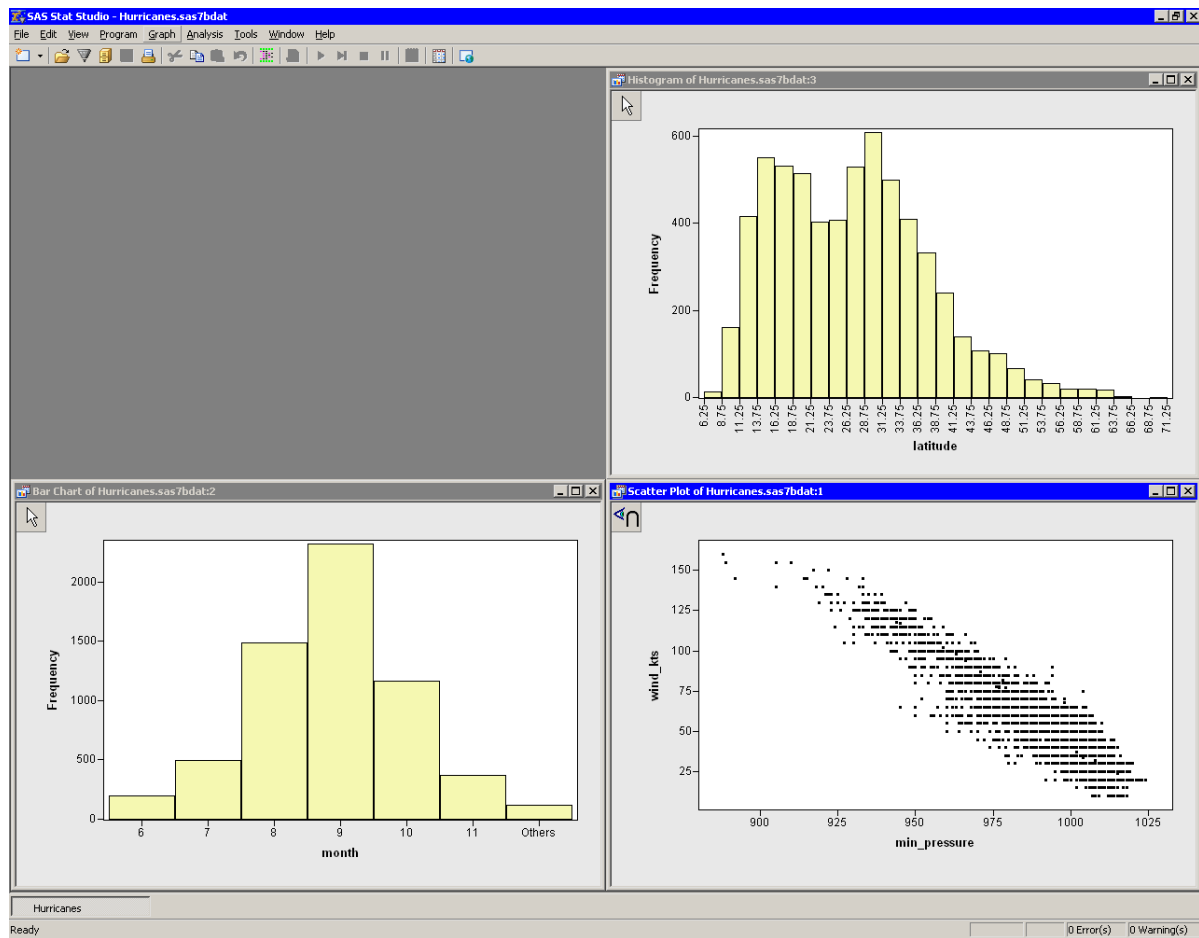 SAS Stat Studio - Hurricanes.sas7bdat
File Edit View Program Graph Analysis Tools Window Help
Histogram of Hurricanes.sas7bdat:3
600
400
200
0
Frequency
6.25 8.75 11.25 13.75 16.25 18.75 21.25 23.75 26.25 28.75 31.25 33.75 36.25 38.75 41.25 43.75 46.25 48.75 51.25 53.75 56.25 58.75 61.25 63.75 66.25 68.75 71.25
latitude
Bar Chart of Hurricanes.sas7bdat:2
2000
1500
1000
500
0
Frequency
6 7 8 9 10 11 Others
month
Scatter Plot of Hurricanes.sas7bdat:1
150
125
100
75
50
25
wind_kts
900 925 950 975 1000 1025
min_pressure
Hurricanes
Ready
0 Error(s) 0 Warning(s)